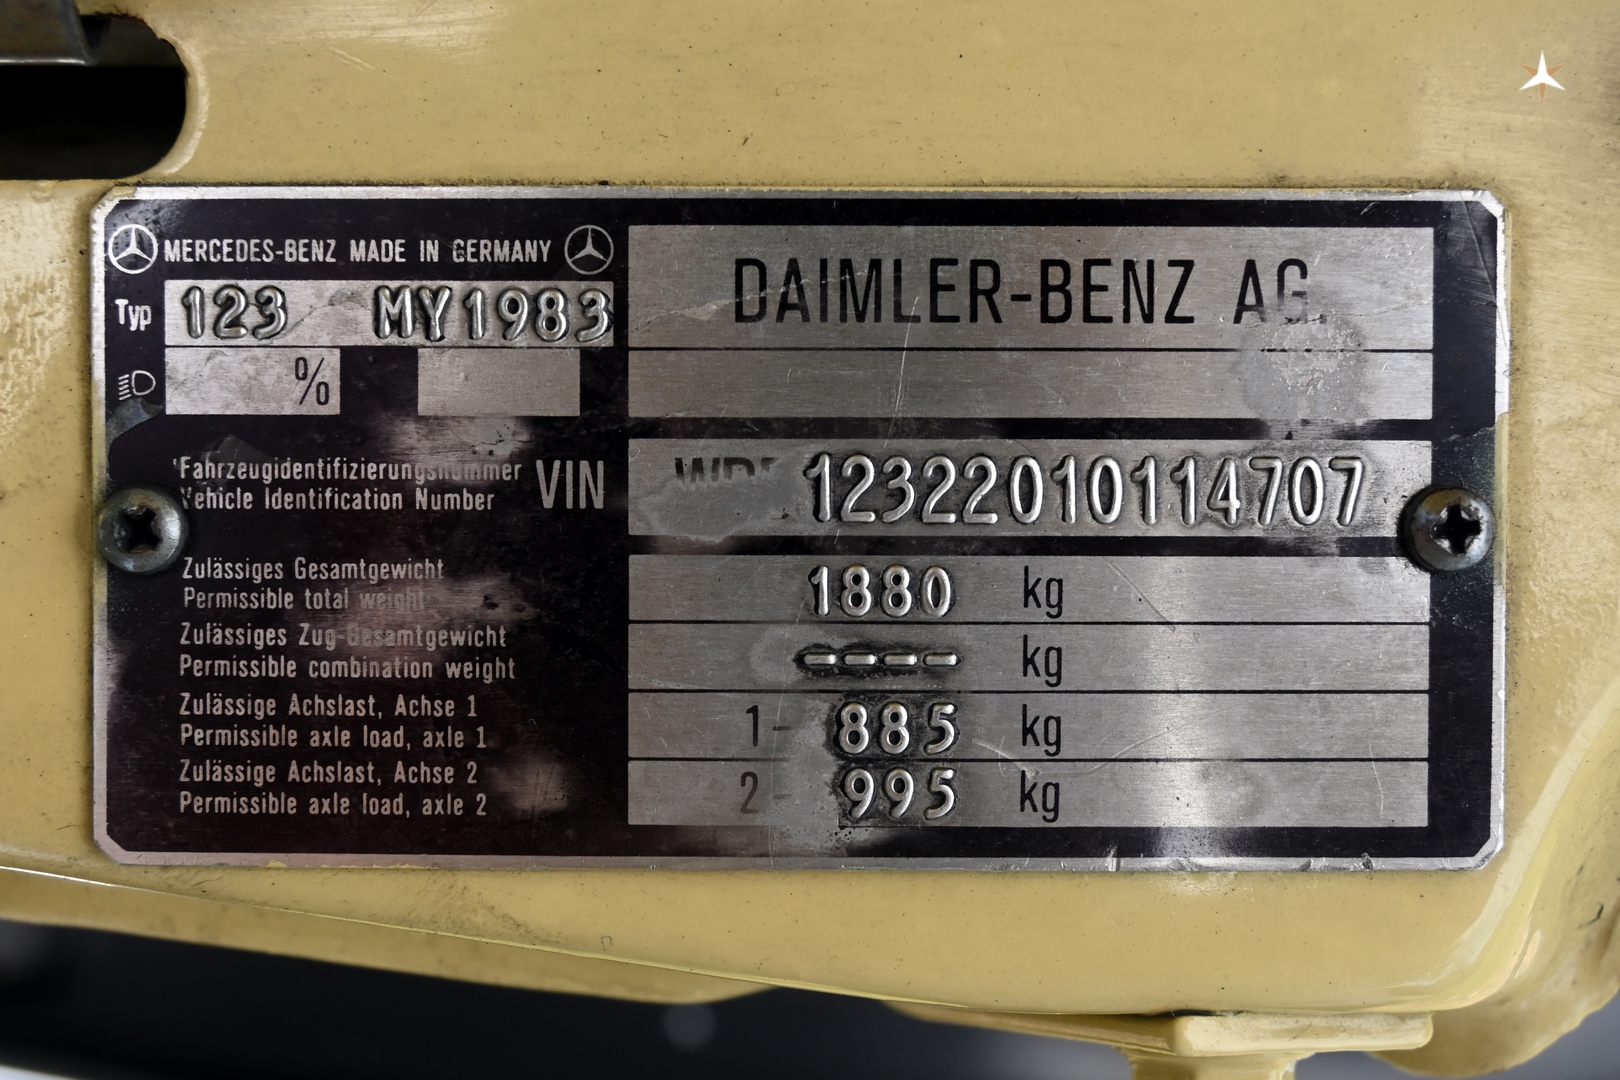 MERCEDES-BENZ MADE IN GERMANY
Typ 123 MY1983
%
DAIMLER-BENZ AG.
Fahrzeugidentifizierungsnummer
Vehicle Identification Number
VIN
12322010114707
Zulässiges Gesamtgewicht
Permissible total weight
1880 kg
Zulässiges Zug-Gesamtgewicht
Permissible combination weight
---- kg
Zulässige Achslast, Achse 1
Permissible axle load, axle 1
1- 885 kg
Zulässige Achslast, Achse 2
Permissible axle load, axle 2
2- 995 kg